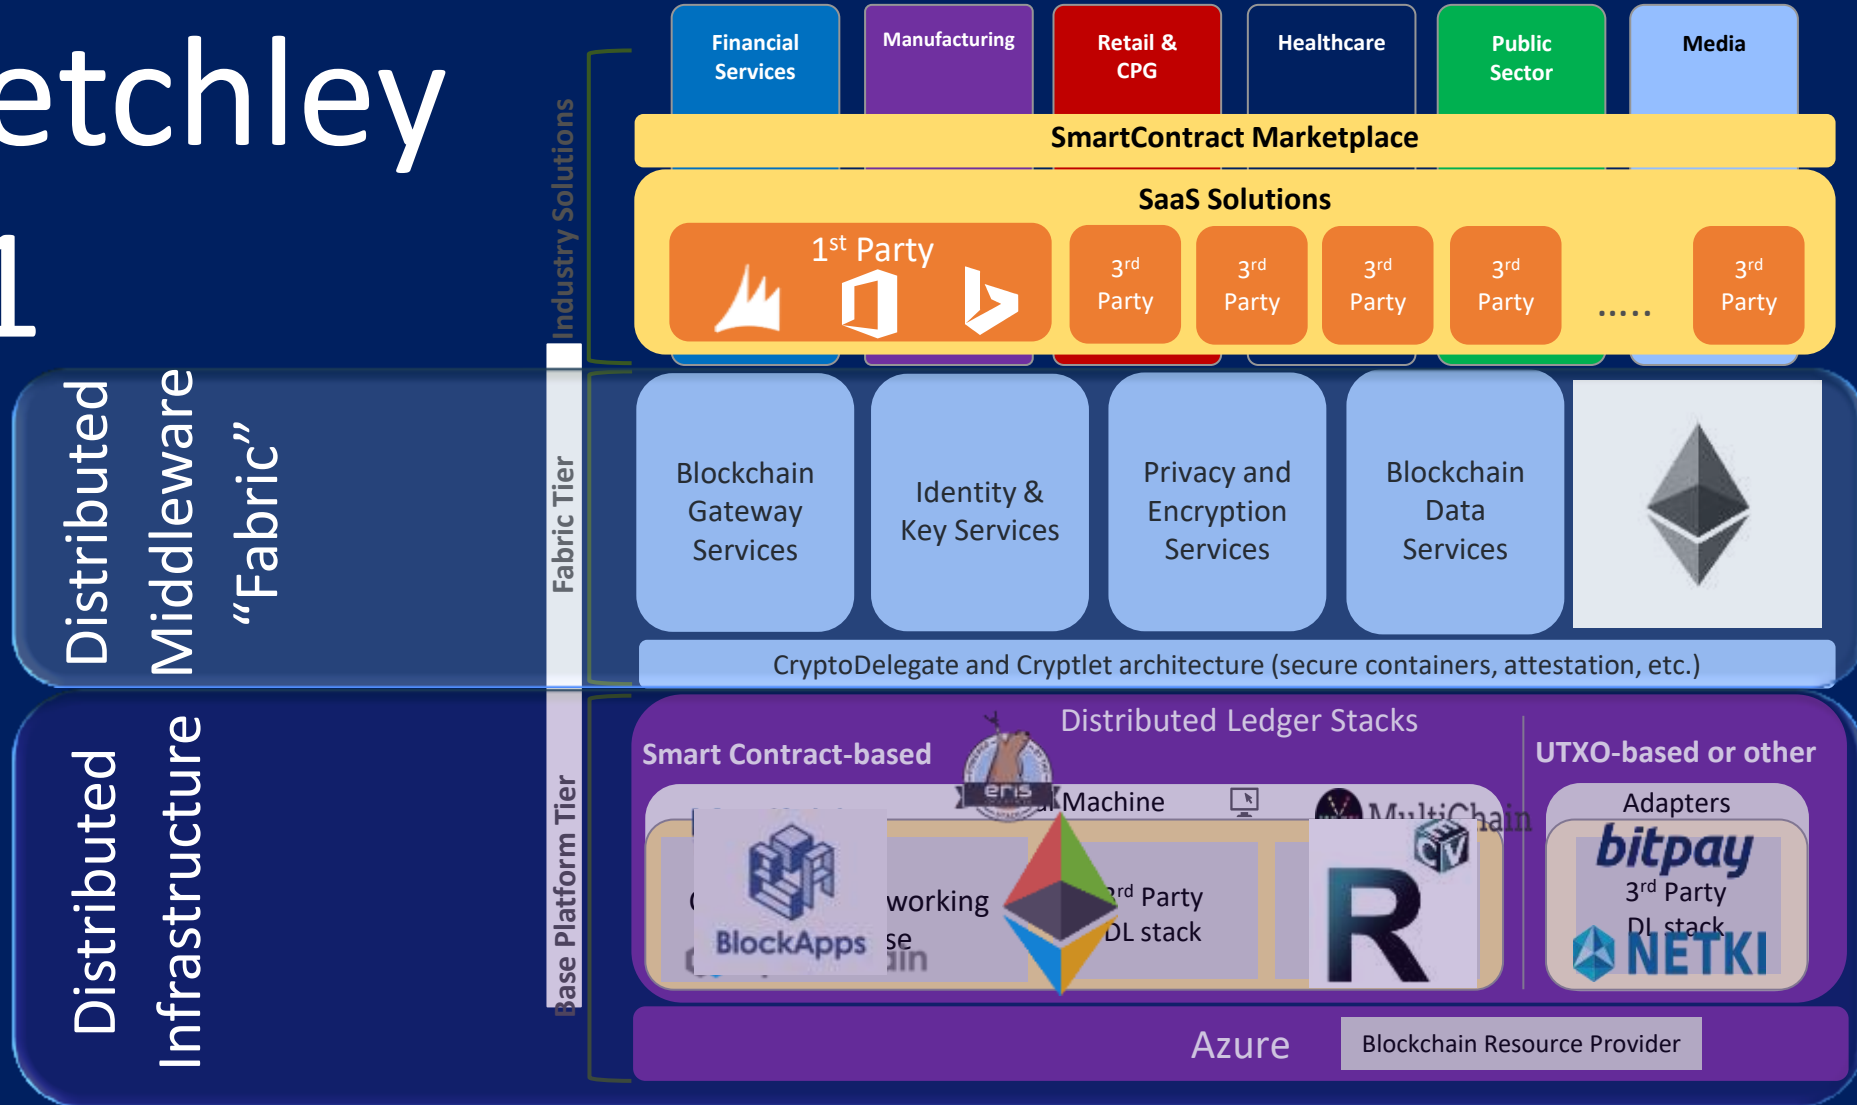 etchley
1
Financial
Services
Manufacturing
Retail &
CPG
Healthcare
Public
Sector
Media
SmartContract Marketplace
SaaS Solutions
1st Party
3rd
Party
3rd
Party
3rd
Party
3rd
Party
.....
3rd
Party
Industry Solutions
Distributed
Middleware
“Fabric”
Fabric Tier
Blockchain
Gateway
Services
Identity &
Key Services
Privacy and
Encryption
Services
Blockchain
Data
Services
CryptoDelegate and Cryptlet architecture (secure containers, attestation, etc.)
Distributed
Infrastructure
Base Platform Tier
Distributed Ledger Stacks
Smart Contract-based
UTXO-based or other
eris
Machine
MultiChain
Adapters
BlockApps
working
se
ain
3rd Party
DL stack
R
CEV
bitpay
3rd Party
DL stack
NETKI
Azure
Blockchain Resource Provider